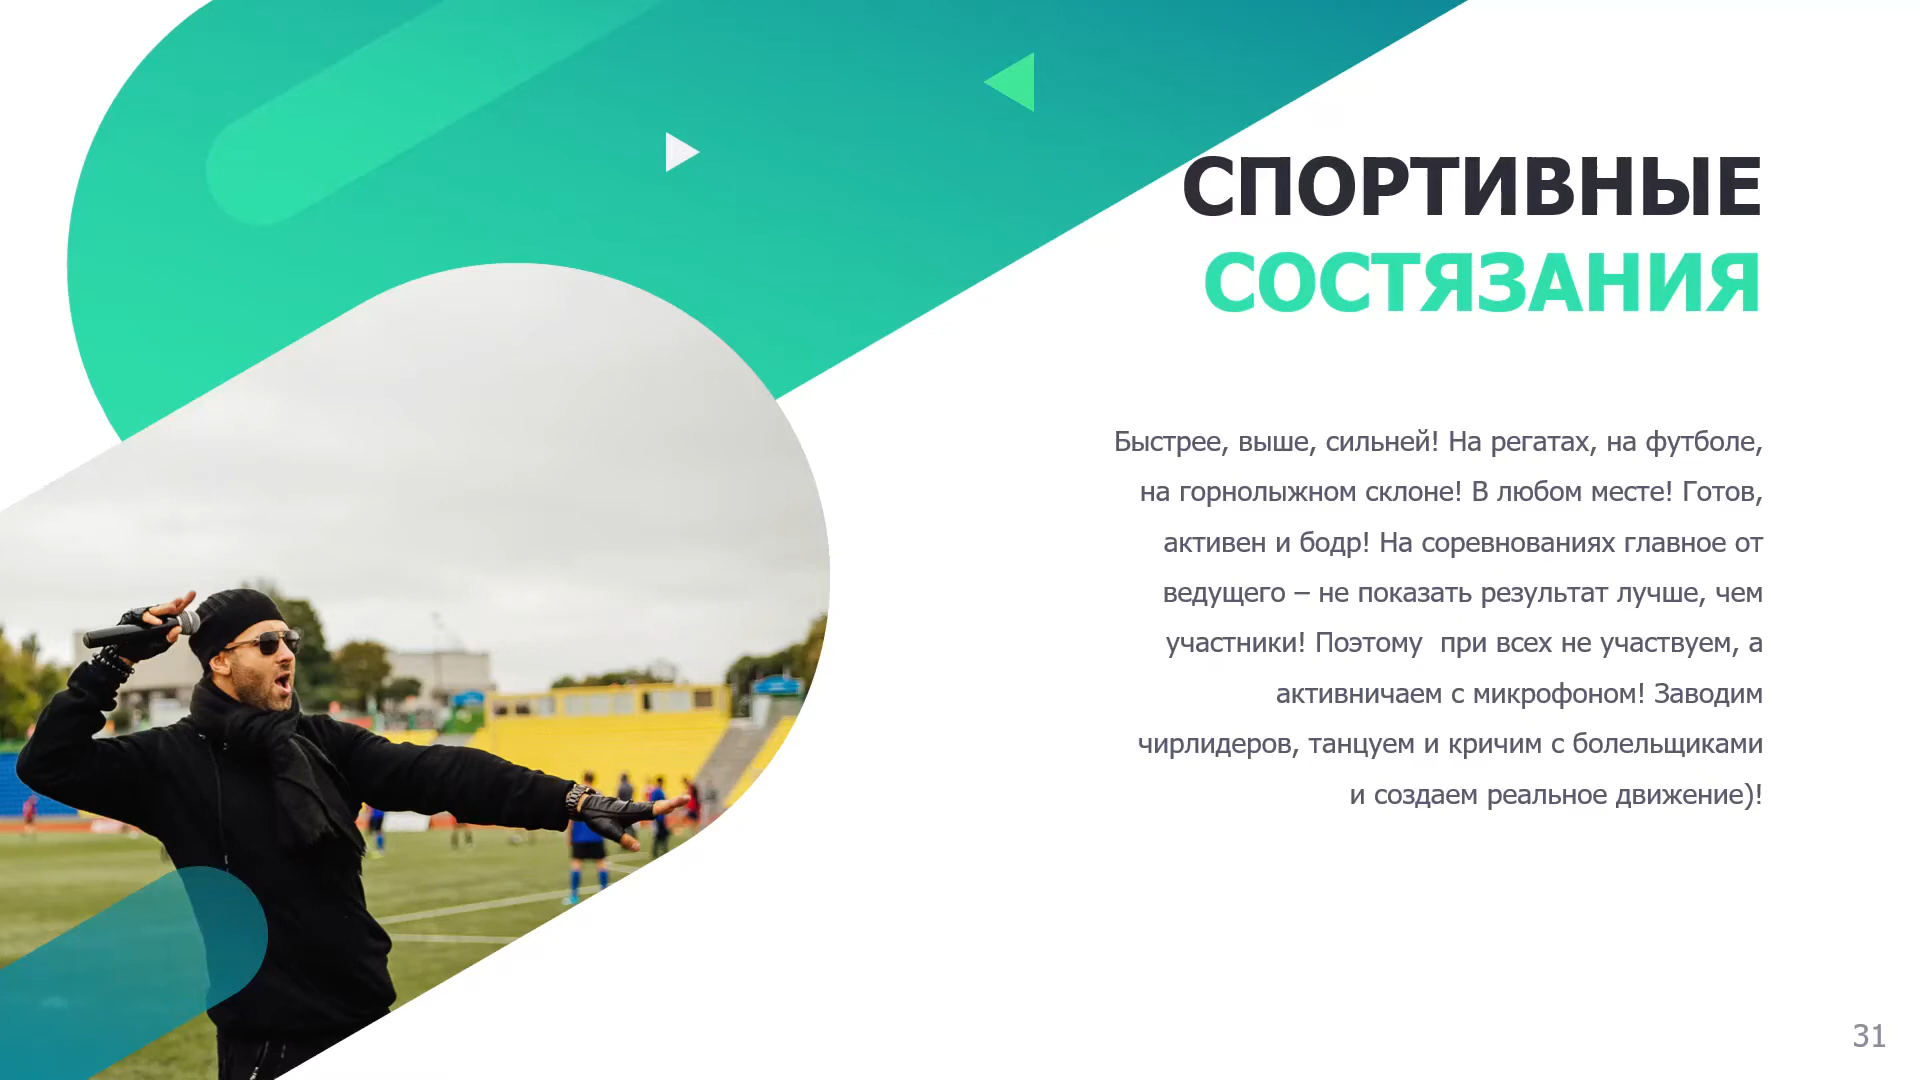 СПОРТИВНЫЕ
СОСТЯЗАНИЯ
Быстрее, выше, сильней! На регатах, на футболе,
на горнолыжном склоне! В любом месте! Готов,
активен и бодр! На соревнованиях главное от
ведущего – не показать результат лучше, чем
участники! Поэтому  при всех не участвуем, а
активничаем с микрофоном! Заводим
чирлидеров, танцуем и кричим с болельщиками
и создаем реальное движение)!
31